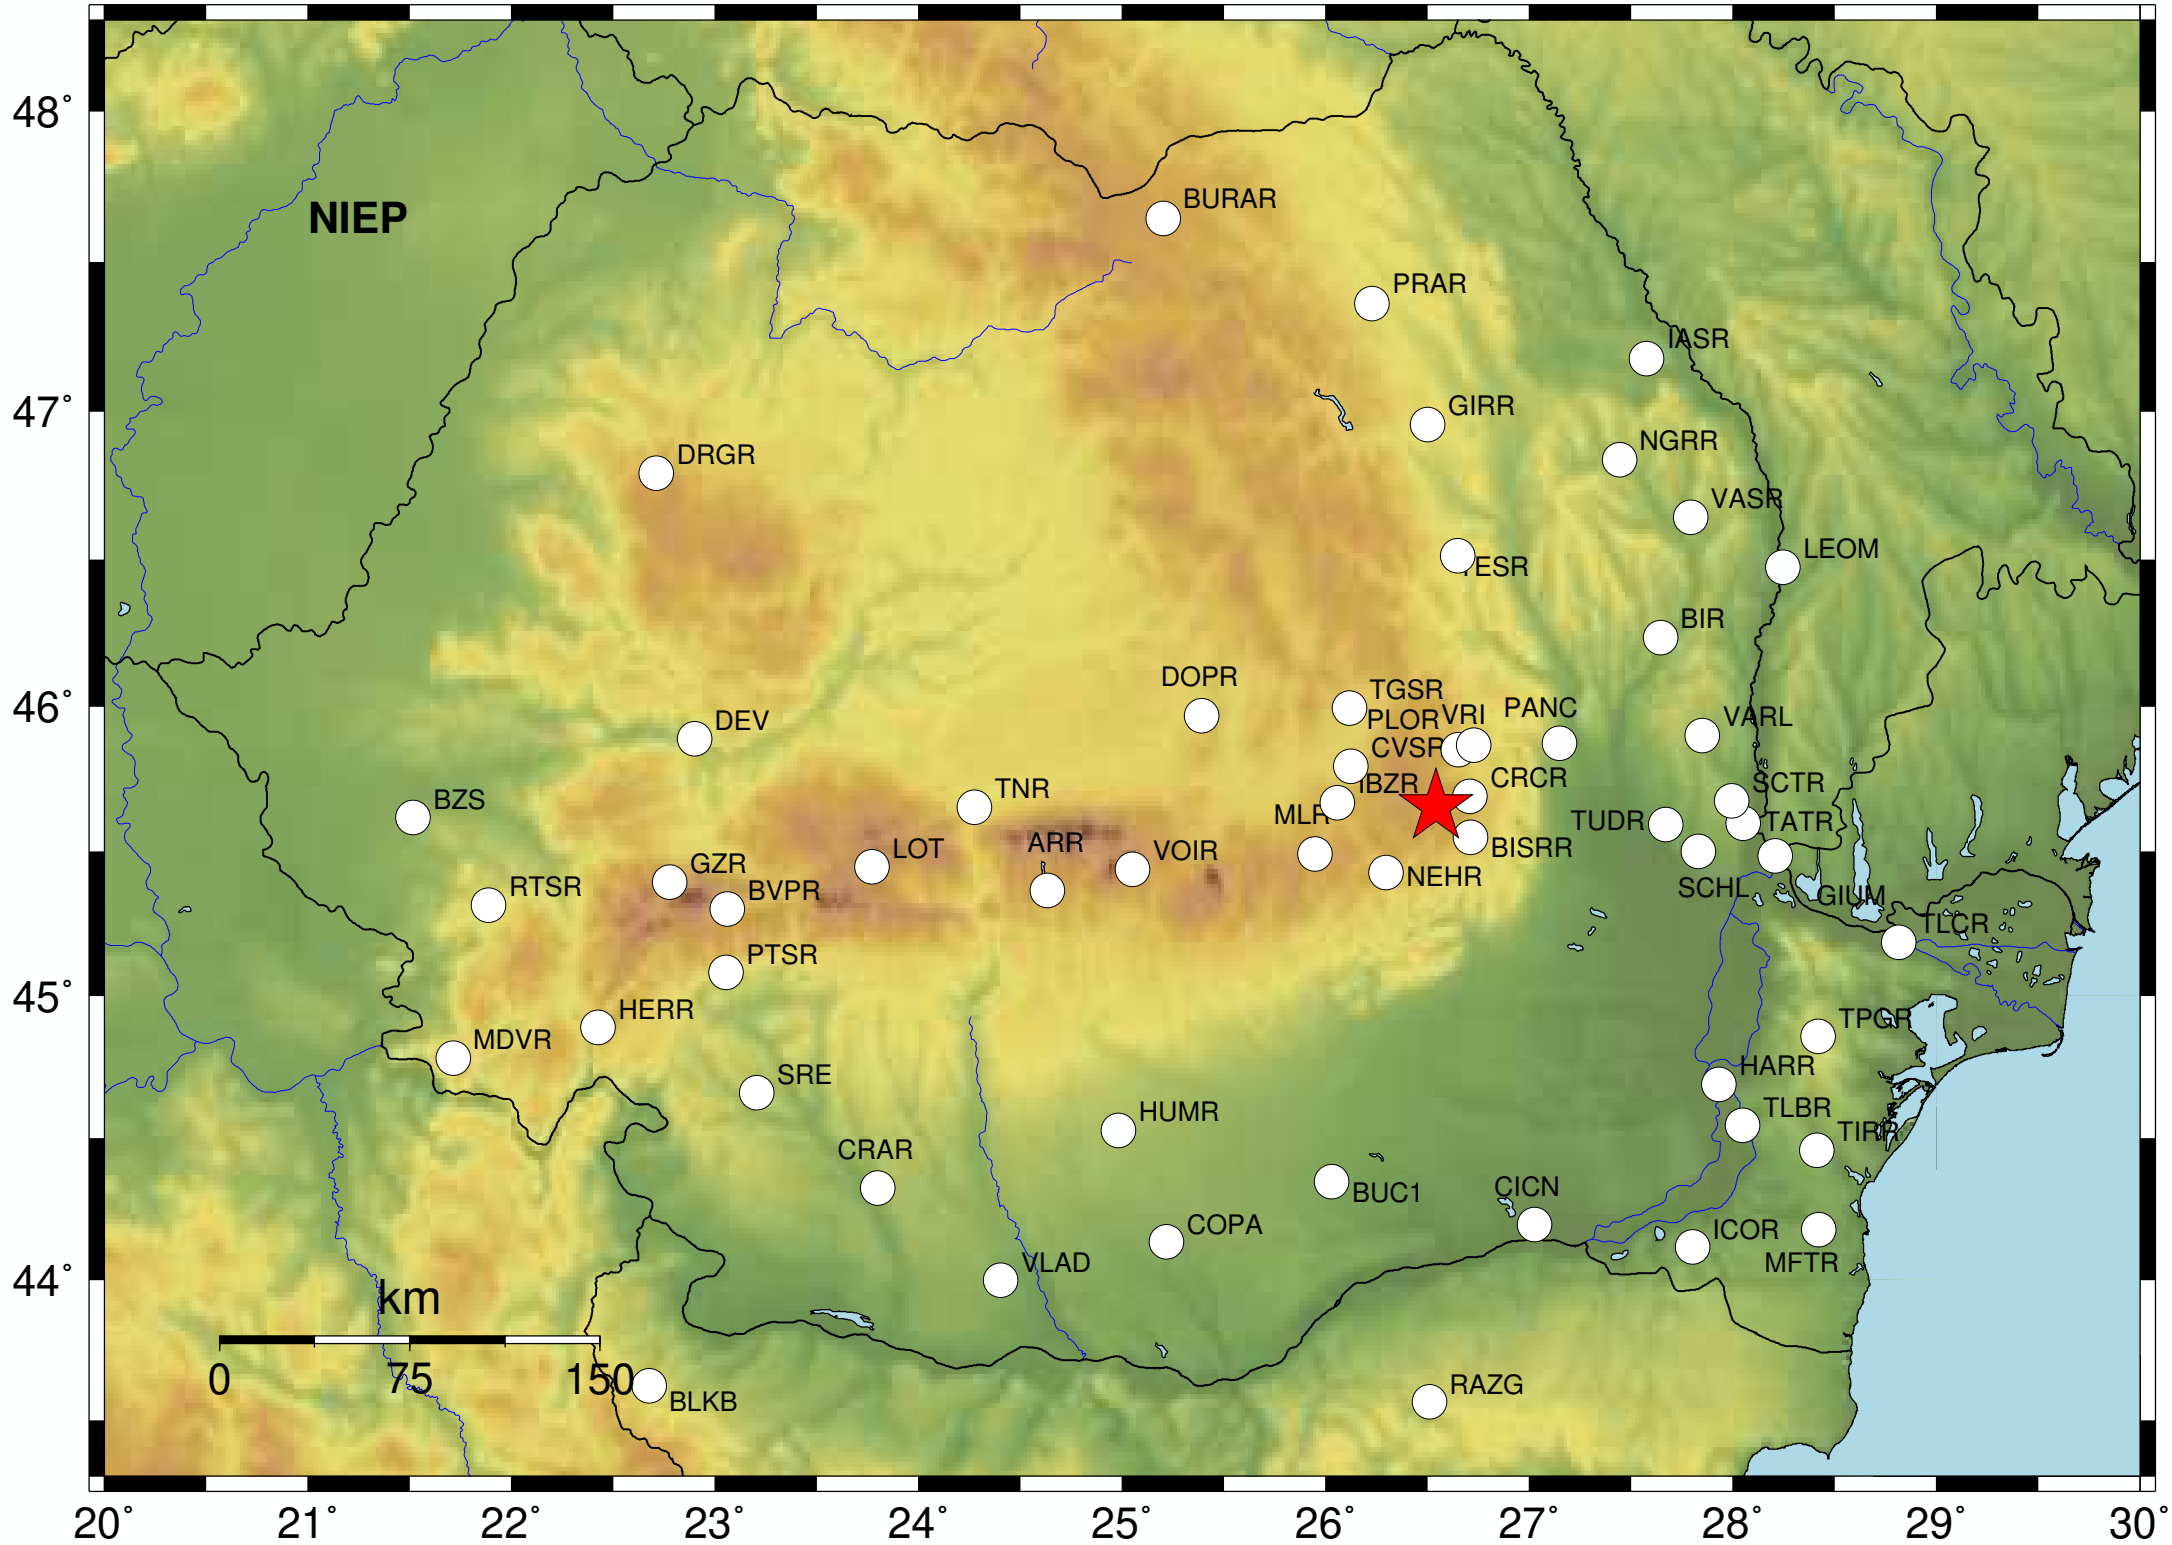 48°
NIEP
BURAR
PRAR
IASR
47°
GIRR
NGRR
DRGR
VASR
LEOM
TESR
BIR
46°
DOPR
TGSR
PLOR
VRI
PANC
VARL
DEV
CVSR
IBZR
CRCR
SCTR
BZS
TNR
MLR
TUDR
TATR
LOT
ARR
VOIR
BISRR
GZR
NEHR
SCHL
RTSR
BVPR
GIUM
TLCR
PTSR
45°
HERR
TPGR
MDVR
SRE
HARR
HUMR
TLBR
TIRR
CRAR
BUC1
CICN
COPA
ICOR
44°
VLAD
MFTR
km
0 75 150
BLKB
RAZG
20° 21° 22° 23° 24° 25° 26° 27° 28° 29° 30°